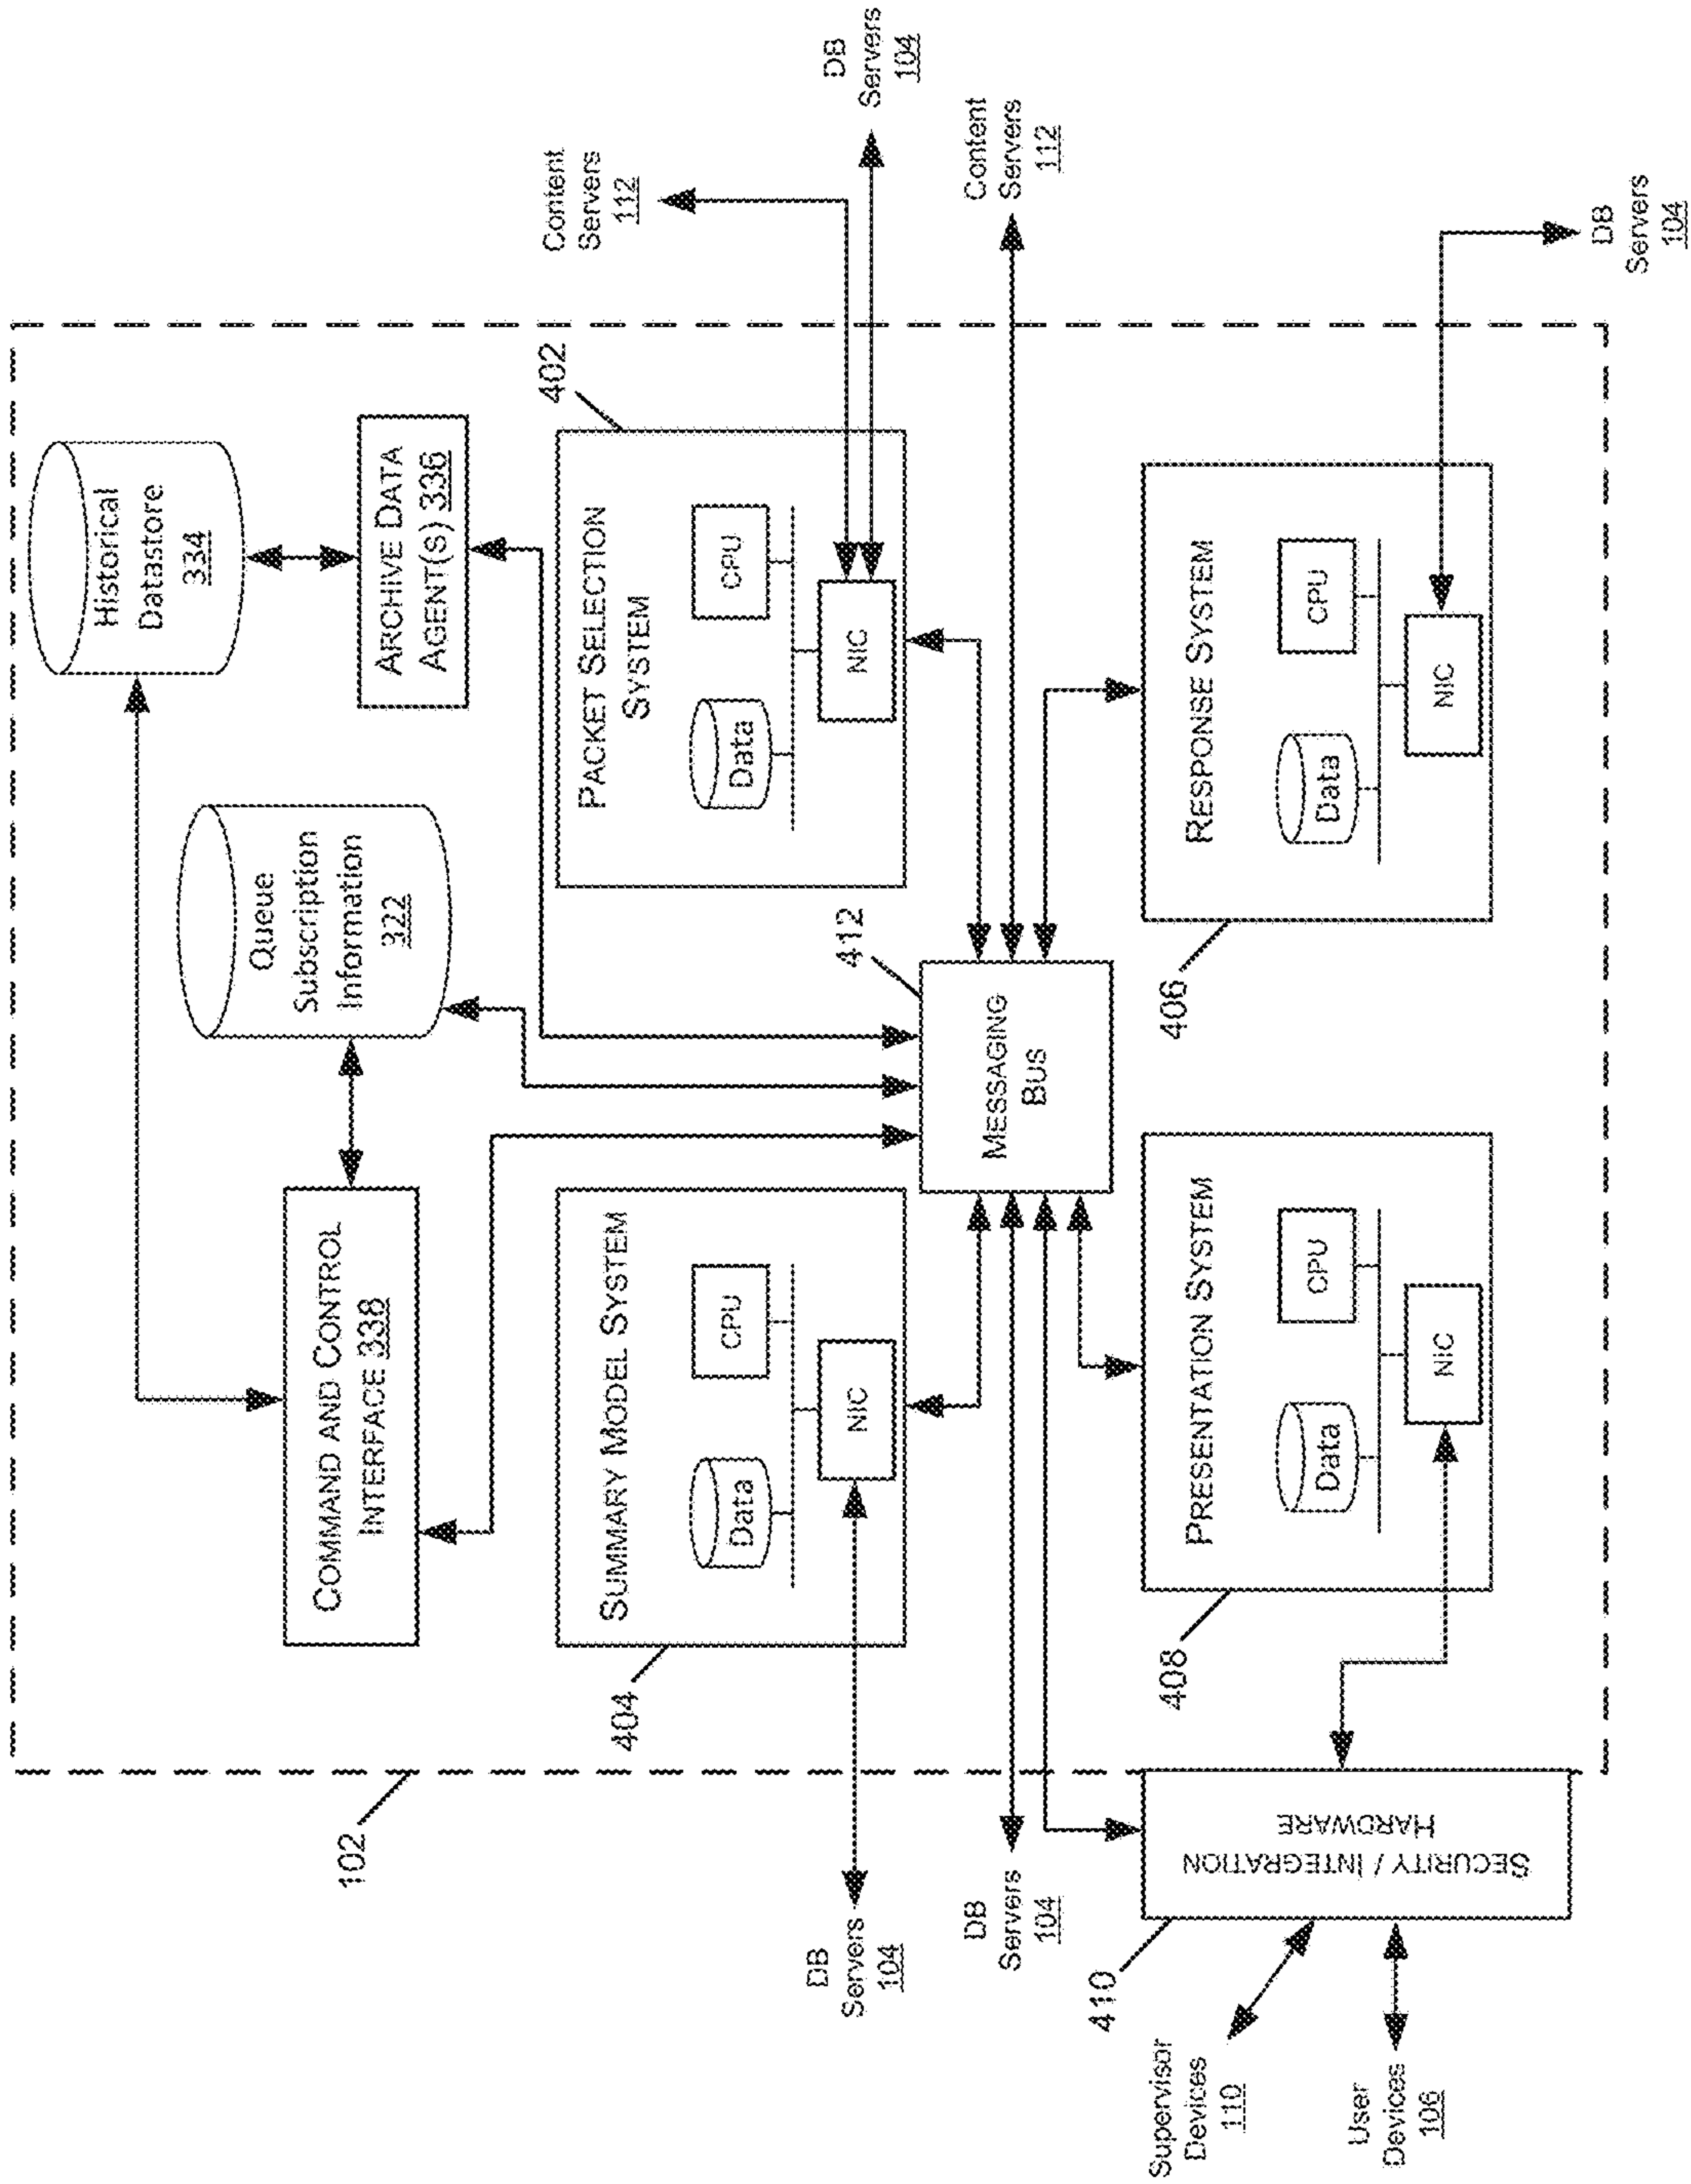 102
COMMAND AND CONTROL
INTERFACE 338
Queue
Subscription
Information
322
Historical
Datastore
334
ARCHIVE DATA
AGENT(S) 336
404
SUMMARY MODEL SYSTEM
Data
CPU
NIC
402
PACKET SELECTION
SYSTEM
Data
CPU
NIC
Content
Servers
112
DB
Servers
104
DB
Servers
104
412
MESSAGING
BUS
DB
Servers
104
Content
Servers
112
410
SECURITY / INTEGRATION
HARDWARE
Supervisor
Devices
110
User
Devices
106
408
PRESENTATION SYSTEM
Data
CPU
NIC
406
RESPONSE SYSTEM
Data
CPU
NIC
DB
Servers
104